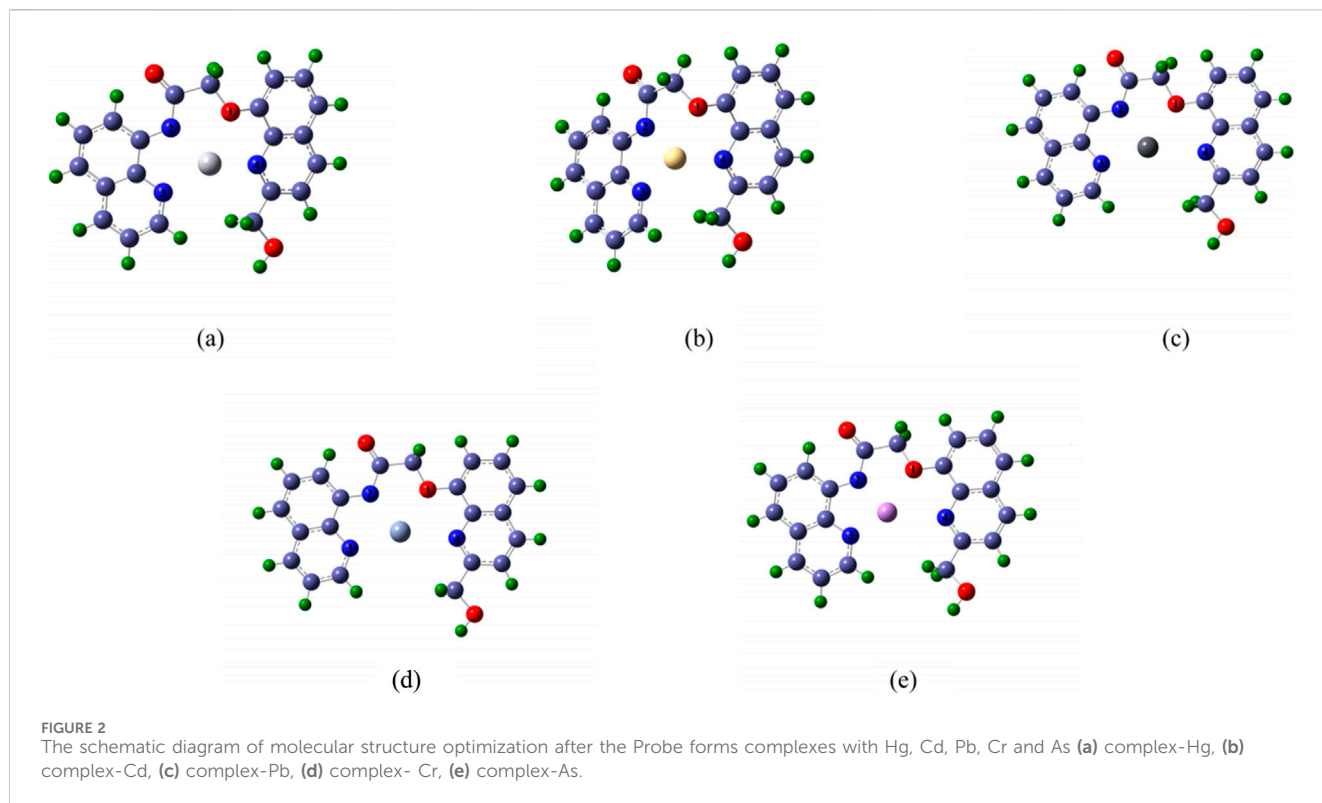 (a)
(b)
(c)
(d)
(e)
FIGURE 2
The schematic diagram of molecular structure optimization after the Probe forms complexes with Hg, Cd, Pb, Cr and As (a) complex-Hg, (b)
complex-Cd, (c) complex-Pb, (d) complex- Cr, (e) complex-As.